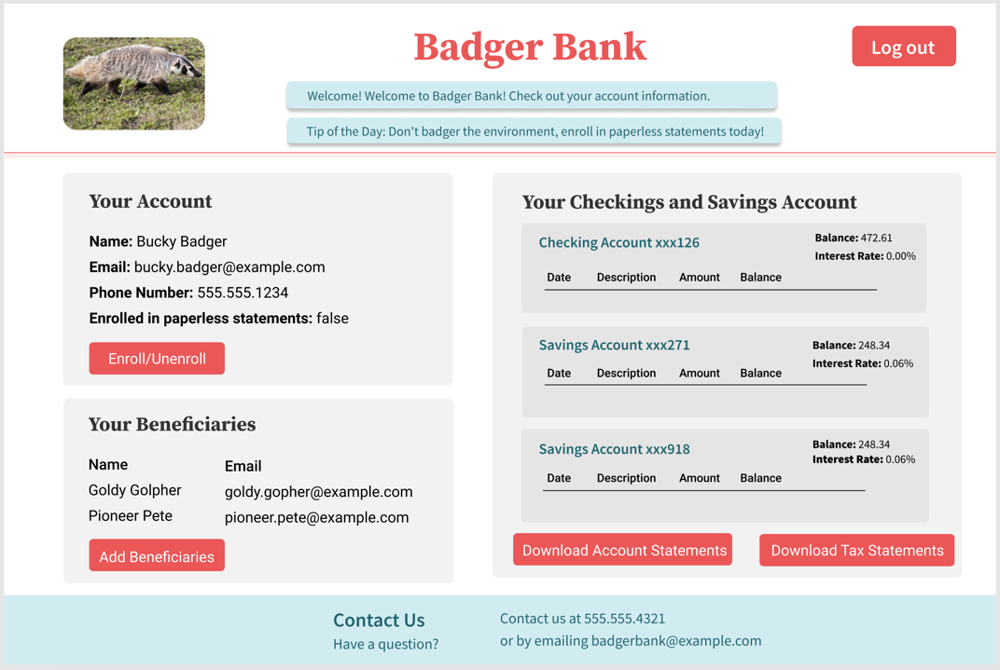 Badger Bank
Log out
Welcome! Welcome to Badger Bank! Check out your account information.
Tip of the Day: Don't badger the environment, enroll in paperless statements today!
Your Account
Name: Bucky Badger
Email: bucky.badger@example.com
Phone Number: 555.555.1234
Enrolled in paperless statements: false
Enroll/Unenroll
Your Beneficiaries
Name Email
Goldy Golpher goldy.gopher@example.com
Pioneer Pete pioneer.pete@example.com
Add Beneficiaries
Your Checkings and Savings Account
Checking Account xxx126
Balance: 472.61
Interest Rate: 0.00%
Date Description Amount Balance
Savings Account xxx271
Balance: 248.34
Interest Rate: 0.06%
Date Description Amount Balance
Savings Account xxx918
Balance: 248.34
Interest Rate: 0.06%
Date Description Amount Balance
Download Account Statements
Download Tax Statements
Contact Us
Have a question?
Contact us at 555.555.4321
or by emailing badgerbank@example.com